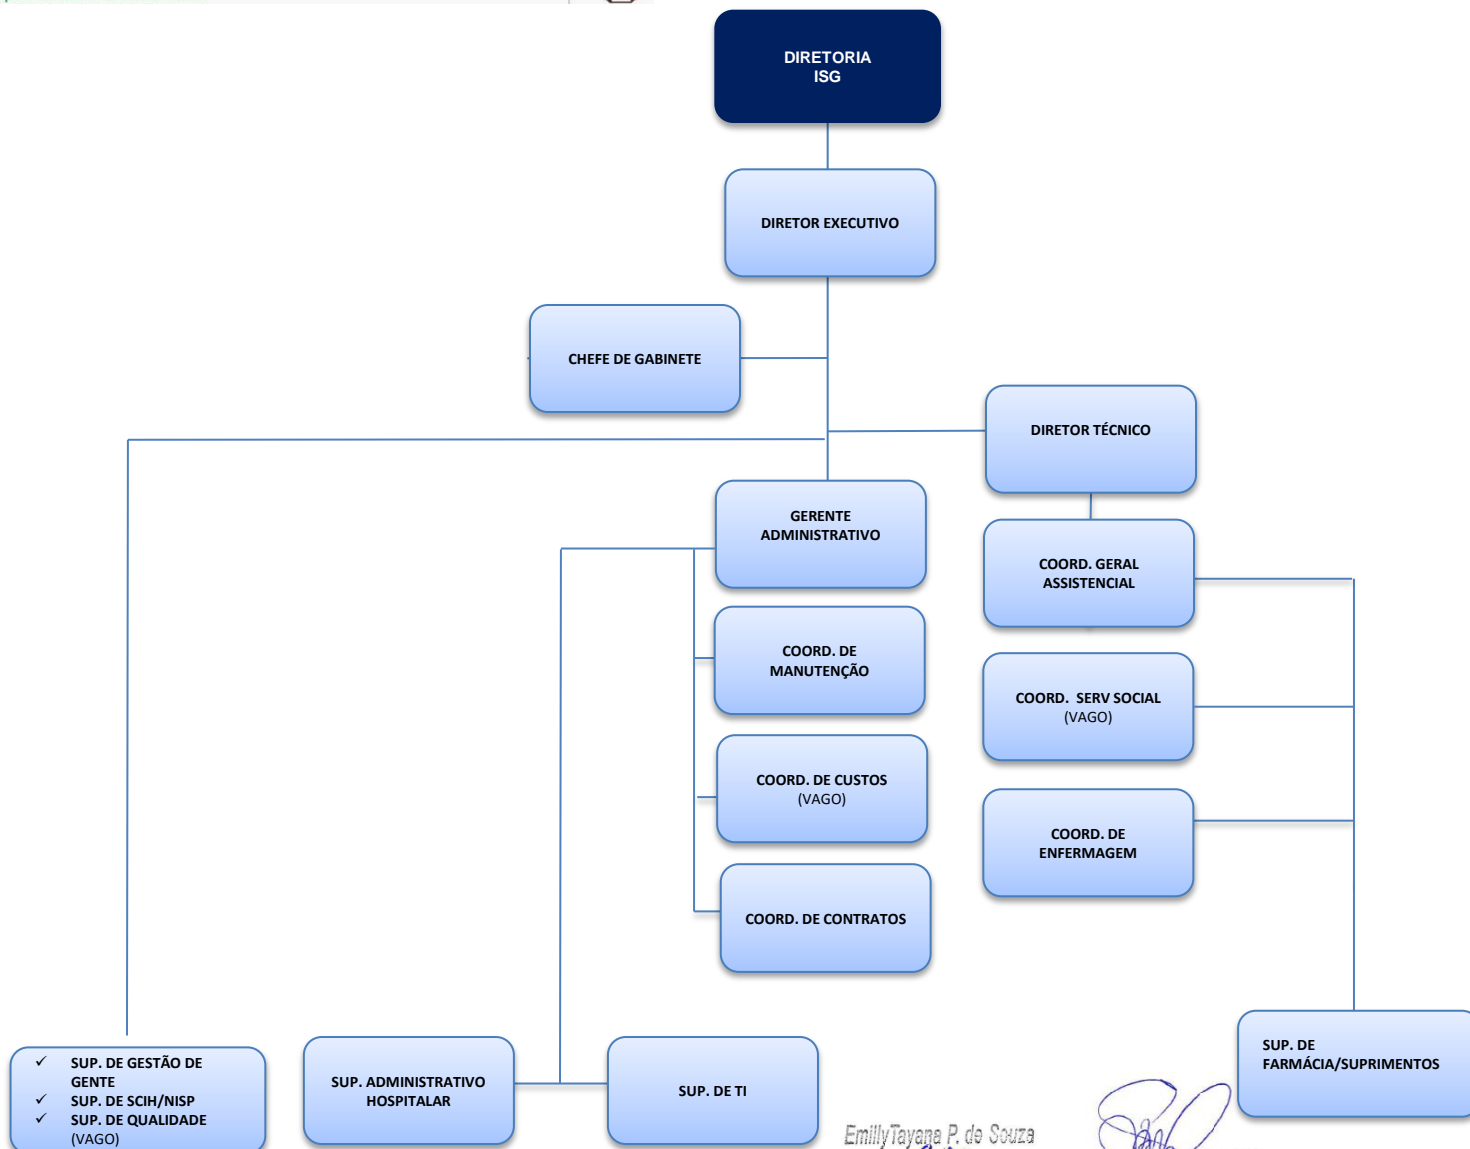 DIRETORIA
ISG
DIRETOR EXECUTIVO
CHEFE DE GABINETE
DIRETOR TÉCNICO
GERENTE
ADMINISTRATIVO
COORD. GERAL
ASSISTENCIAL
COORD. DE
MANUTENÇÃO
COORD. SERV SOCIAL
(VAGO)
COORD. DE CUSTOS
(VAGO)
COORD. DE
ENFERMAGEM
COORD. DE CONTRATOS
✓ SUP. DE GESTÃO DE
GENTE
✓ SUP. DE SCIH/NISP
✓ SUP. DE QUALIDADE
(VAGO)
SUP. ADMINISTRATIVO
HOSPITALAR
SUP. DE TI
SUP. DE
FARMÁCIA/SUPRIMENTOS
Emilly Tayana P. de Souza